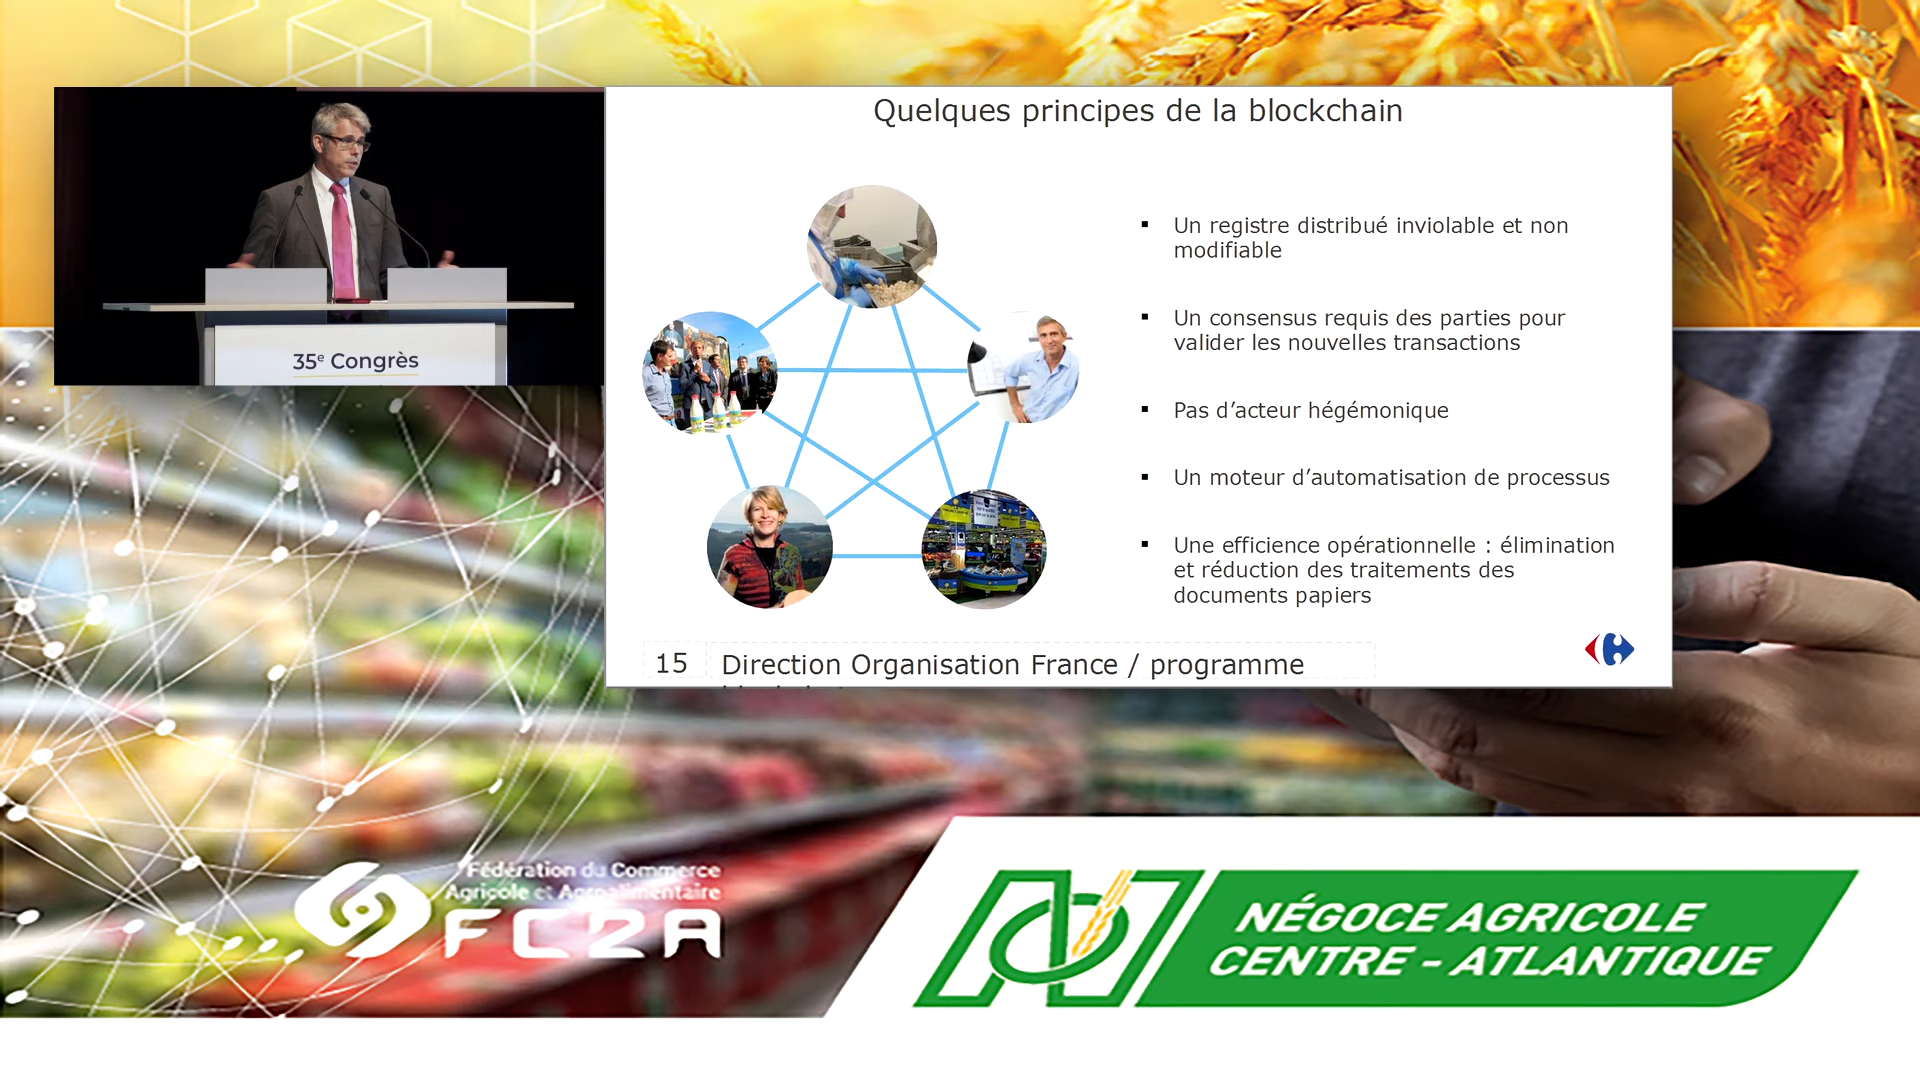 Quelques principes de la blockchain
▪ Un registre distribué inviolable et non
modifiable
▪ Un consensus requis des parties pour
valider les nouvelles transactions
▪ Pas d’acteur hégémonique
▪ Un moteur d’automatisation de processus
▪ Une efficience opérationnelle : élimination
et réduction des traitements des
documents papiers
15
Direction Organisation France / programme
35e Congrès
Fédération du Commerce
Agricole et Agroalimentaire
FC2A
NÉGOCE AGRICOLE
CENTRE - ATLANTIQUE